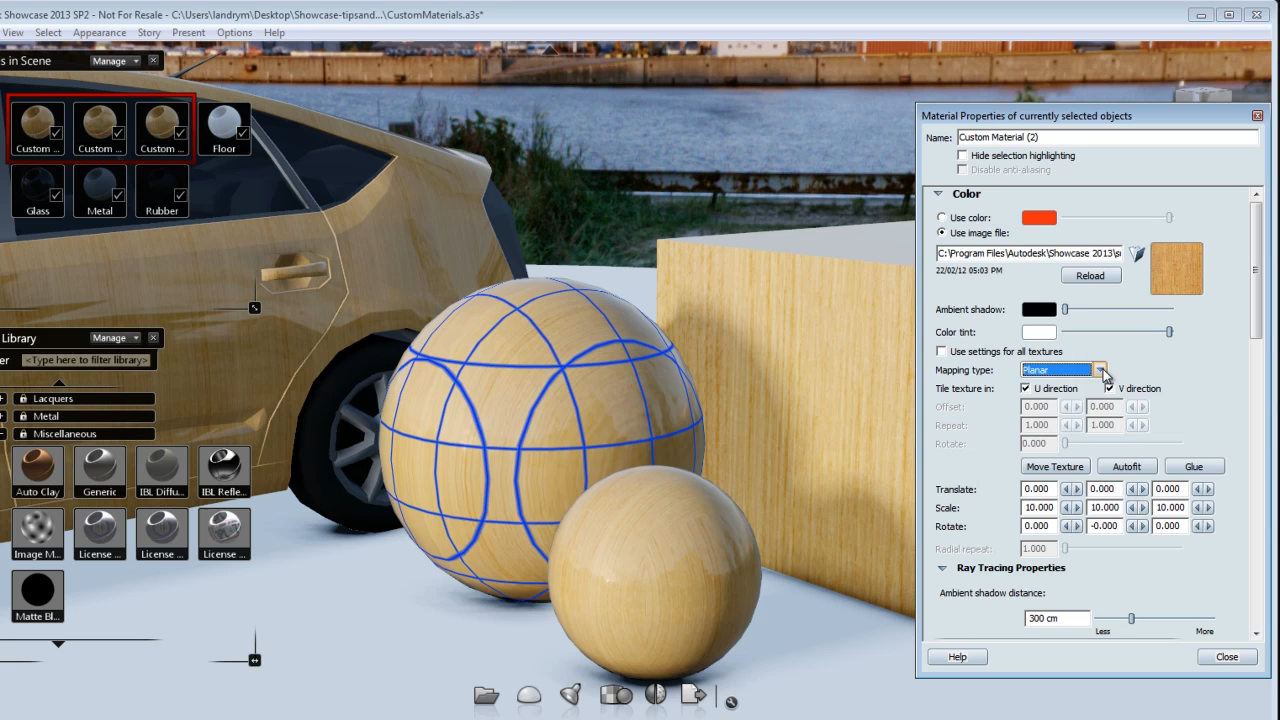 Showcase 2013 SP2 - Not For Resale - C:\Users\landrym\Desktop\Showcase-tipsand...\CustomMaterials.a3s*
View Select Appearance Story Present Options Help
s in Scene Manage
Custom ... Custom ... Custom ... Floor
Glass Metal Rubber
Library Manage
er <Type here to filter library>
Lacquers
Metal
Miscellaneous
Auto Clay Generic IBL Diffu... IBL Refle...
Image M... License ... License ... License ...
Matte Bl...
Material Properties of currently selected objects
Name: Custom Material (2)
Hide selection highlighting
Disable anti-aliasing
Color
Use color:
Use image file:
C:\Program Files\Autodesk\Showcase 2013\s
22/02/12 05:03 PM Reload
Ambient shadow:
Color tint:
Use settings for all textures
Mapping type: Planar
Tile texture in: U direction V direction
Offset: 0.000 0.000
Repeat: 1.000 1.000
Rotate: 0.000
Move Texture Autofit Glue
Translate: 0.000 0.000 0.000
Scale: 10.000 10.000 10.000
Rotate: 0.000 -0.000 0.000
Radial repeat: 1.000
Ray Tracing Properties
Ambient shadow distance:
300 cm
Less More
Help Close